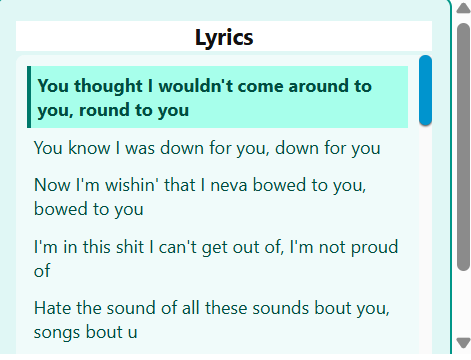 Lyrics
You thought I wouldn't come around to
you, round to you
You know I was down for you, down for you
Now I'm wishin' that I neva bowed to you,
bowed to you
I'm in this shit I can't get out of, I'm not proud
of
Hate the sound of all these sounds bout you,
songs bout u